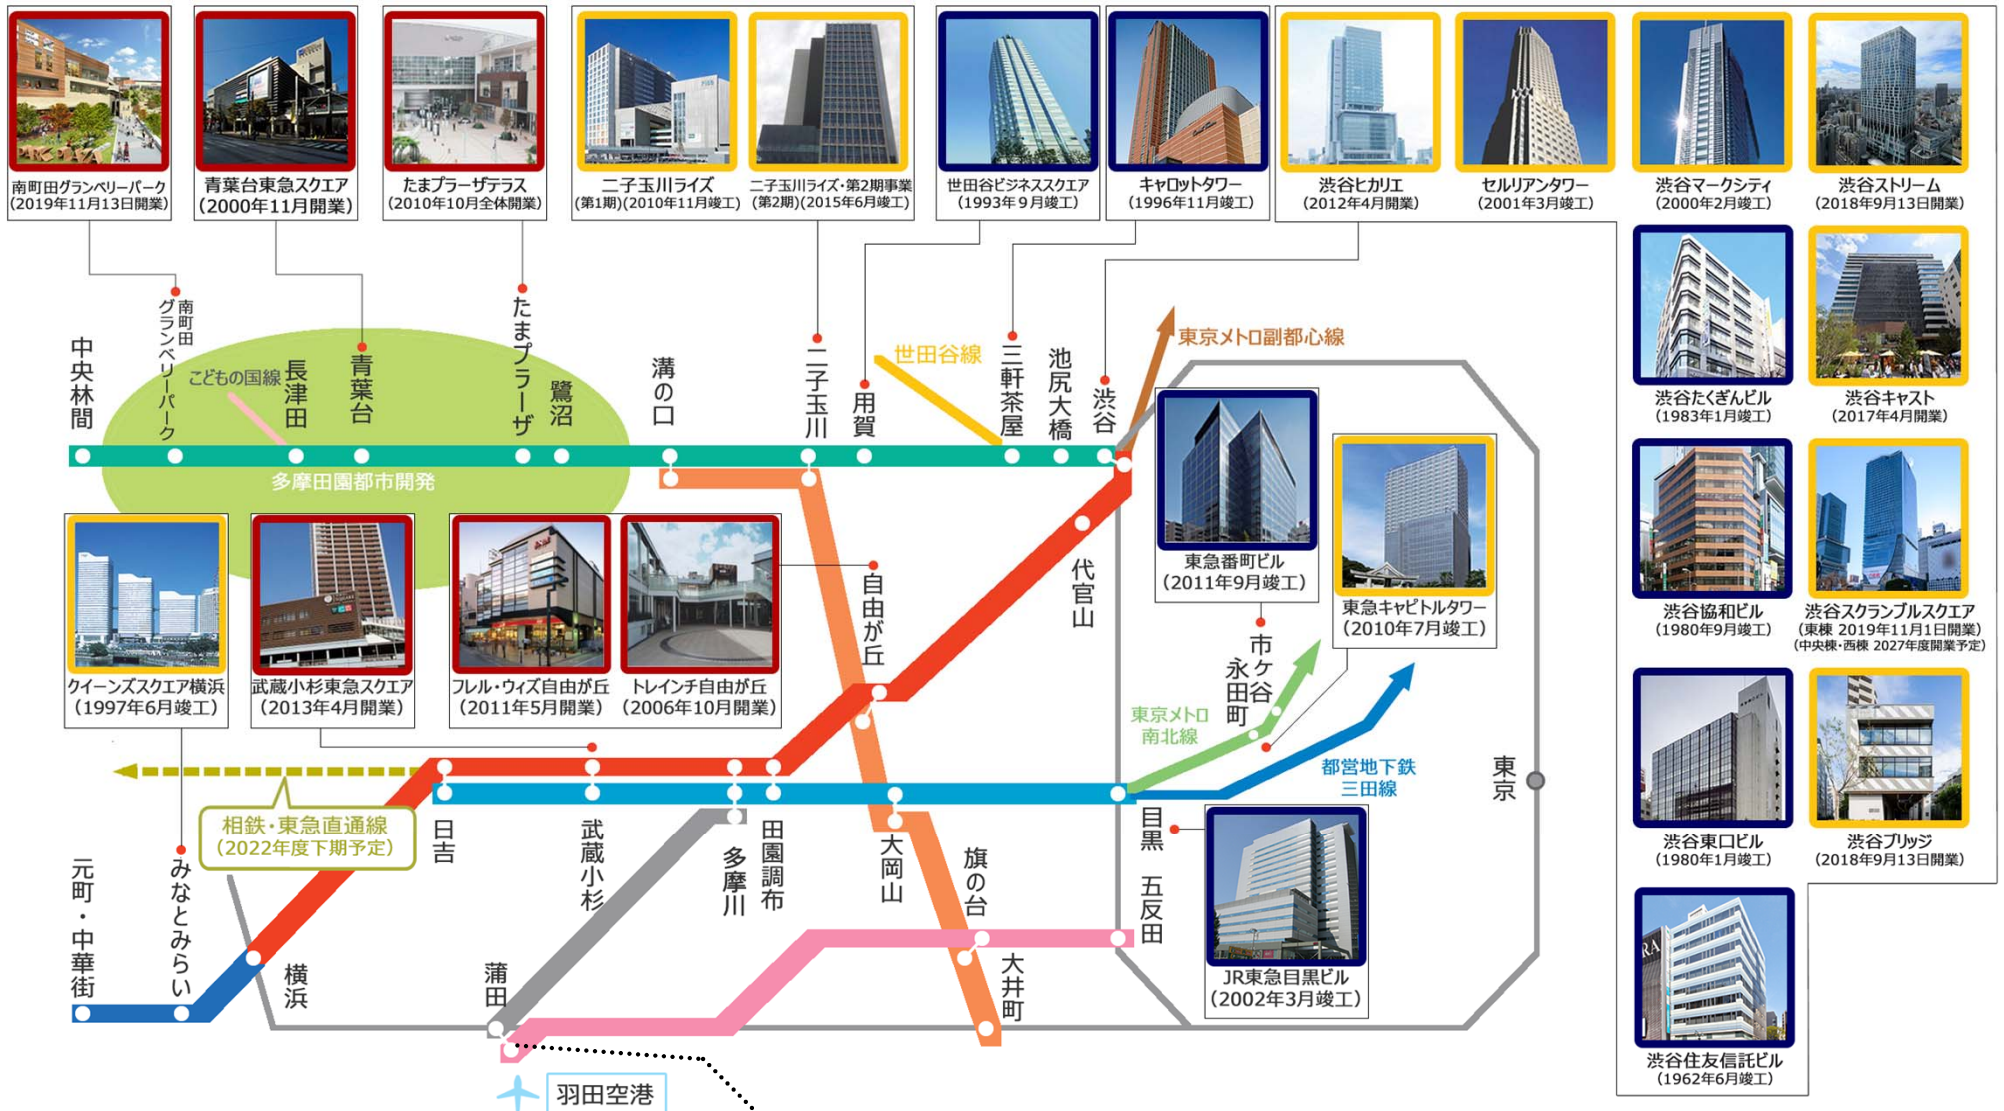 南町田グランベリーパーク
(2019年11月13日開業)
青葉台東急スクエア
(2000年11月開業)
たまプラーザテラス
(2010年10月全体開業)
二子玉川ライズ
(第1期)(2010年11月竣工)
二子玉川ライズ・第2期事業
(第2期)(2015年6月竣工)
世田谷ビジネススクエア
(1993年9月竣工)
キャロットタワー
(1996年11月竣工)
渋谷ヒカリエ
(2012年4月開業)
セルリアンタワー
(2001年3月竣工)
渋谷マークシティ
(2000年2月竣工)
渋谷ストリーム
(2018年9月13日開業)
渋谷たくぎんビル
(1983年1月竣工)
渋谷キャスト
(2017年4月開業)
渋谷協和ビル
(1980年9月竣工)
渋谷スクランブルスクエア
(東棟 2019年11月1日開業)
(中央棟・西棟 2027年度開業予定)
渋谷東口ビル
(1980年1月竣工)
渋谷ブリッジ
(2018年9月13日開業)
渋谷住友信託ビル
(1962年6月竣工)
中央林間
南町田
グランベリーパーク
こどもの国線
長津田
青葉台
たまプラーザ
鷺沼
溝の口
二子玉川
用賀
世田谷線
三軒茶屋
池尻大橋
渋谷
東京メトロ副都心線
多摩田園都市開発
クイーンズスクエア横浜
(1997年6月竣工)
武蔵小杉東急スクエア
(2013年4月開業)
フレル・ウィズ自由が丘
(2011年5月開業)
トレインチ自由が丘
(2006年10月開業)
自由が丘
代官山
東急番町ビル
(2011年9月竣工)
東急キャピトルタワー
(2010年7月竣工)
市ヶ谷
永田町
東京メトロ
南北線
都営地下鉄
三田線
東京
相鉄・東急直通線
(2022年度下期予定)
元町・中華街
みなとみらい
横浜
日吉
武蔵小杉
多摩川
田園調布
大岡山
旗の台
目黒
五反田
大井町
蒲田
JR東急目黒ビル
(2002年3月竣工)
羽田空港